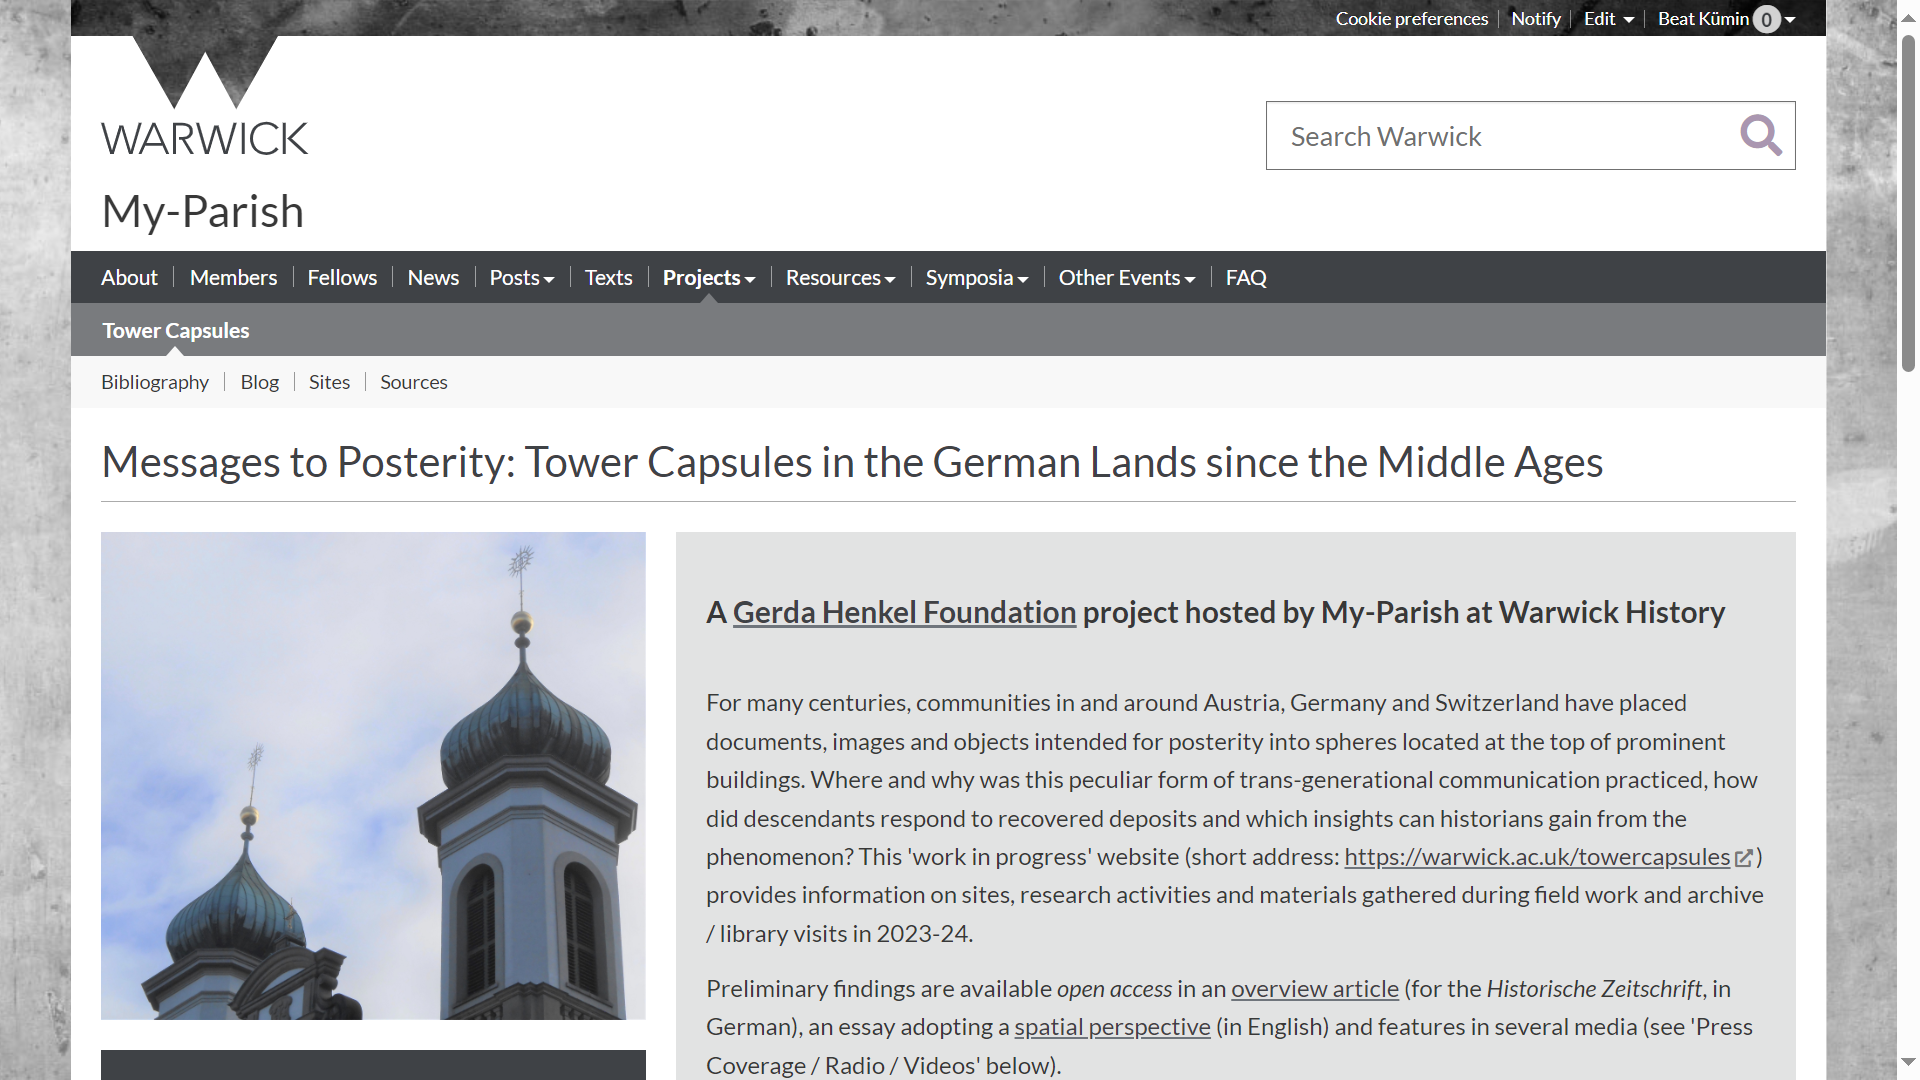 Cookie preferences Notify Edit Beat Kümin 0
WARWICK
Search Warwick
My-Parish
About Members Fellows News Posts Texts Projects Resources Symposia Other Events FAQ
Tower Capsules
Bibliography Blog Sites Sources
Messages to Posterity: Tower Capsules in the German Lands since the Middle Ages
A Gerda Henkel Foundation project hosted by My-Parish at Warwick History
For many centuries, communities in and around Austria, Germany and Switzerland have placed
documents, images and objects intended for posterity into spheres located at the top of prominent
buildings. Where and why was this peculiar form of trans-generational communication practiced, how
did descendants respond to recovered deposits and which insights can historians gain from the
phenomenon? This 'work in progress' website (short address: https://warwick.ac.uk/towercapsules)
provides information on sites, research activities and materials gathered during field work and archive
/ library visits in 2023-24.
Preliminary findings are available open access in an overview article (for the Historische Zeitschrift, in
German), an essay adopting a spatial perspective (in English) and features in several media (see 'Press
Coverage / Radio / Videos' below).